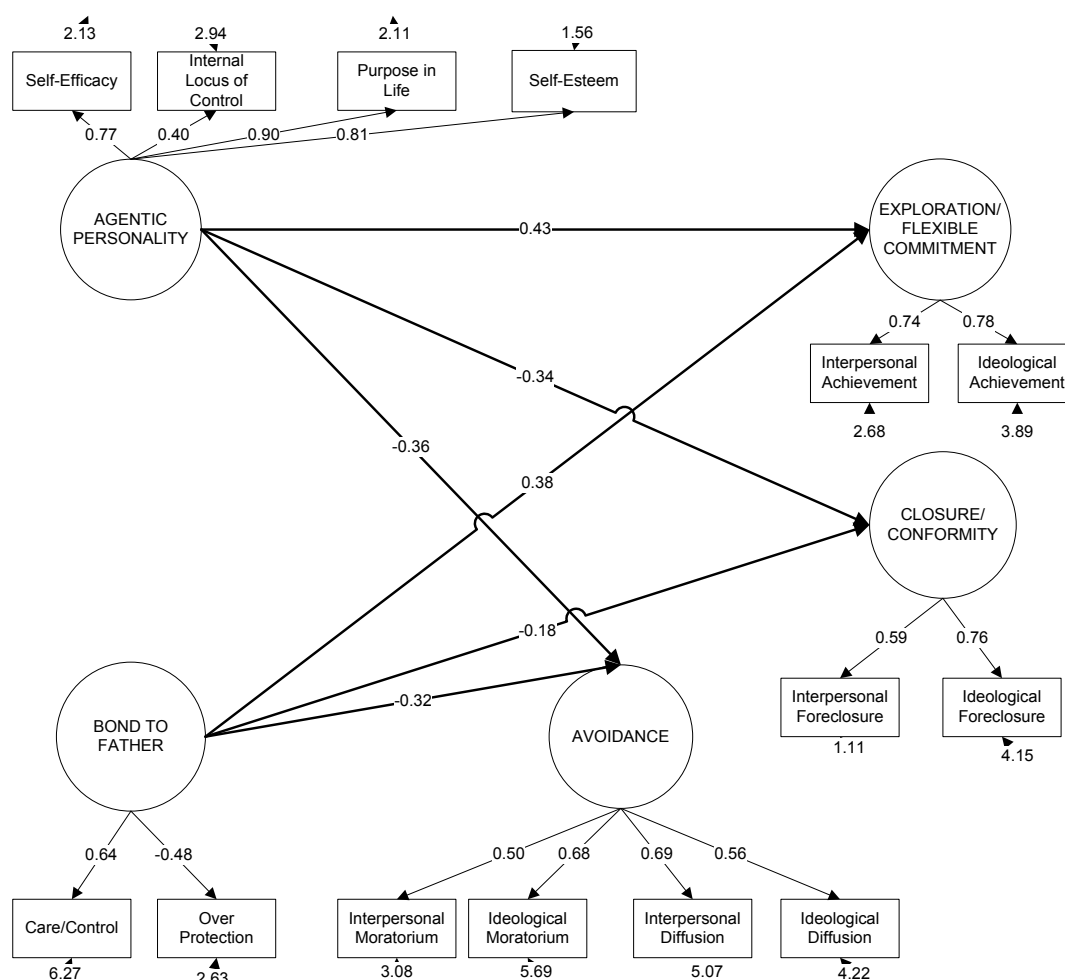 2.13
2.94
2.11
1.56
Self-Efficacy
Internal
Locus of
Control
Purpose in
Life
Self-Esteem
0.77
0.40
0.90
0.81
AGENTIC
PERSONALITY
EXPLORATION/
FLEXIBLE
COMMITMENT
0.43
0.74
0.78
Interpersonal
Achievement
Ideological
Achievement
2.68
3.89
-0.34
-0.36
0.38
CLOSURE/
CONFORMITY
-0.18
0.59
0.76
Interpersonal
Foreclosure
Ideological
Foreclosure
1.11
4.15
-0.32
BOND TO
FATHER
AVOIDANCE
0.64
-0.48
0.50
0.68
0.69
0.56
Care/Control
Over
Protection
Interpersonal
Moratorium
Ideological
Moratorium
Interpersonal
Diffusion
Ideological
Diffusion
6.27
2.63
3.08
5.69
5.07
4.22